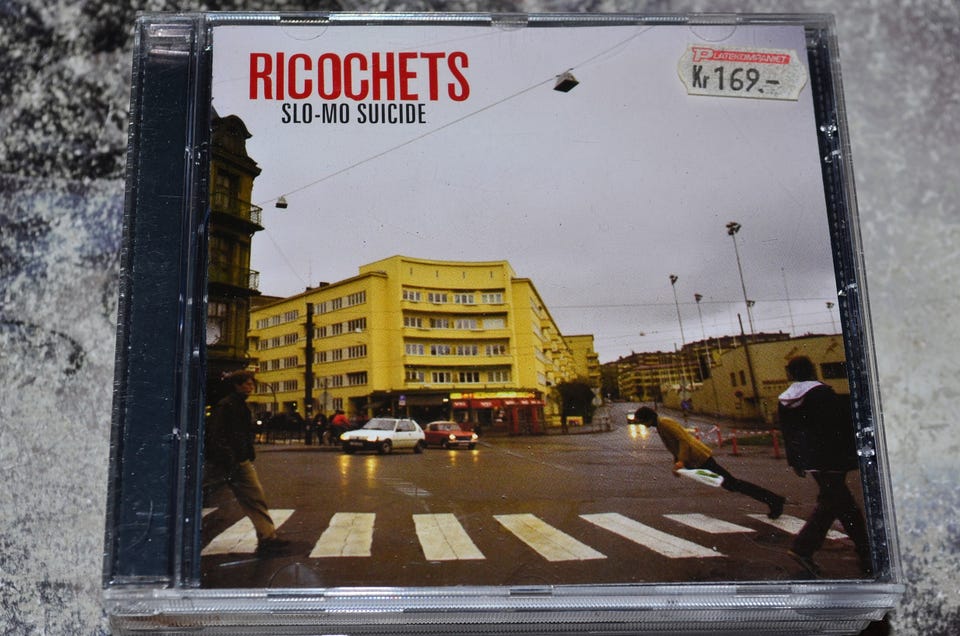 RICOCHETS
SLO-MO SUICIDE
PLATEKOMPANIET
Kr 169.-